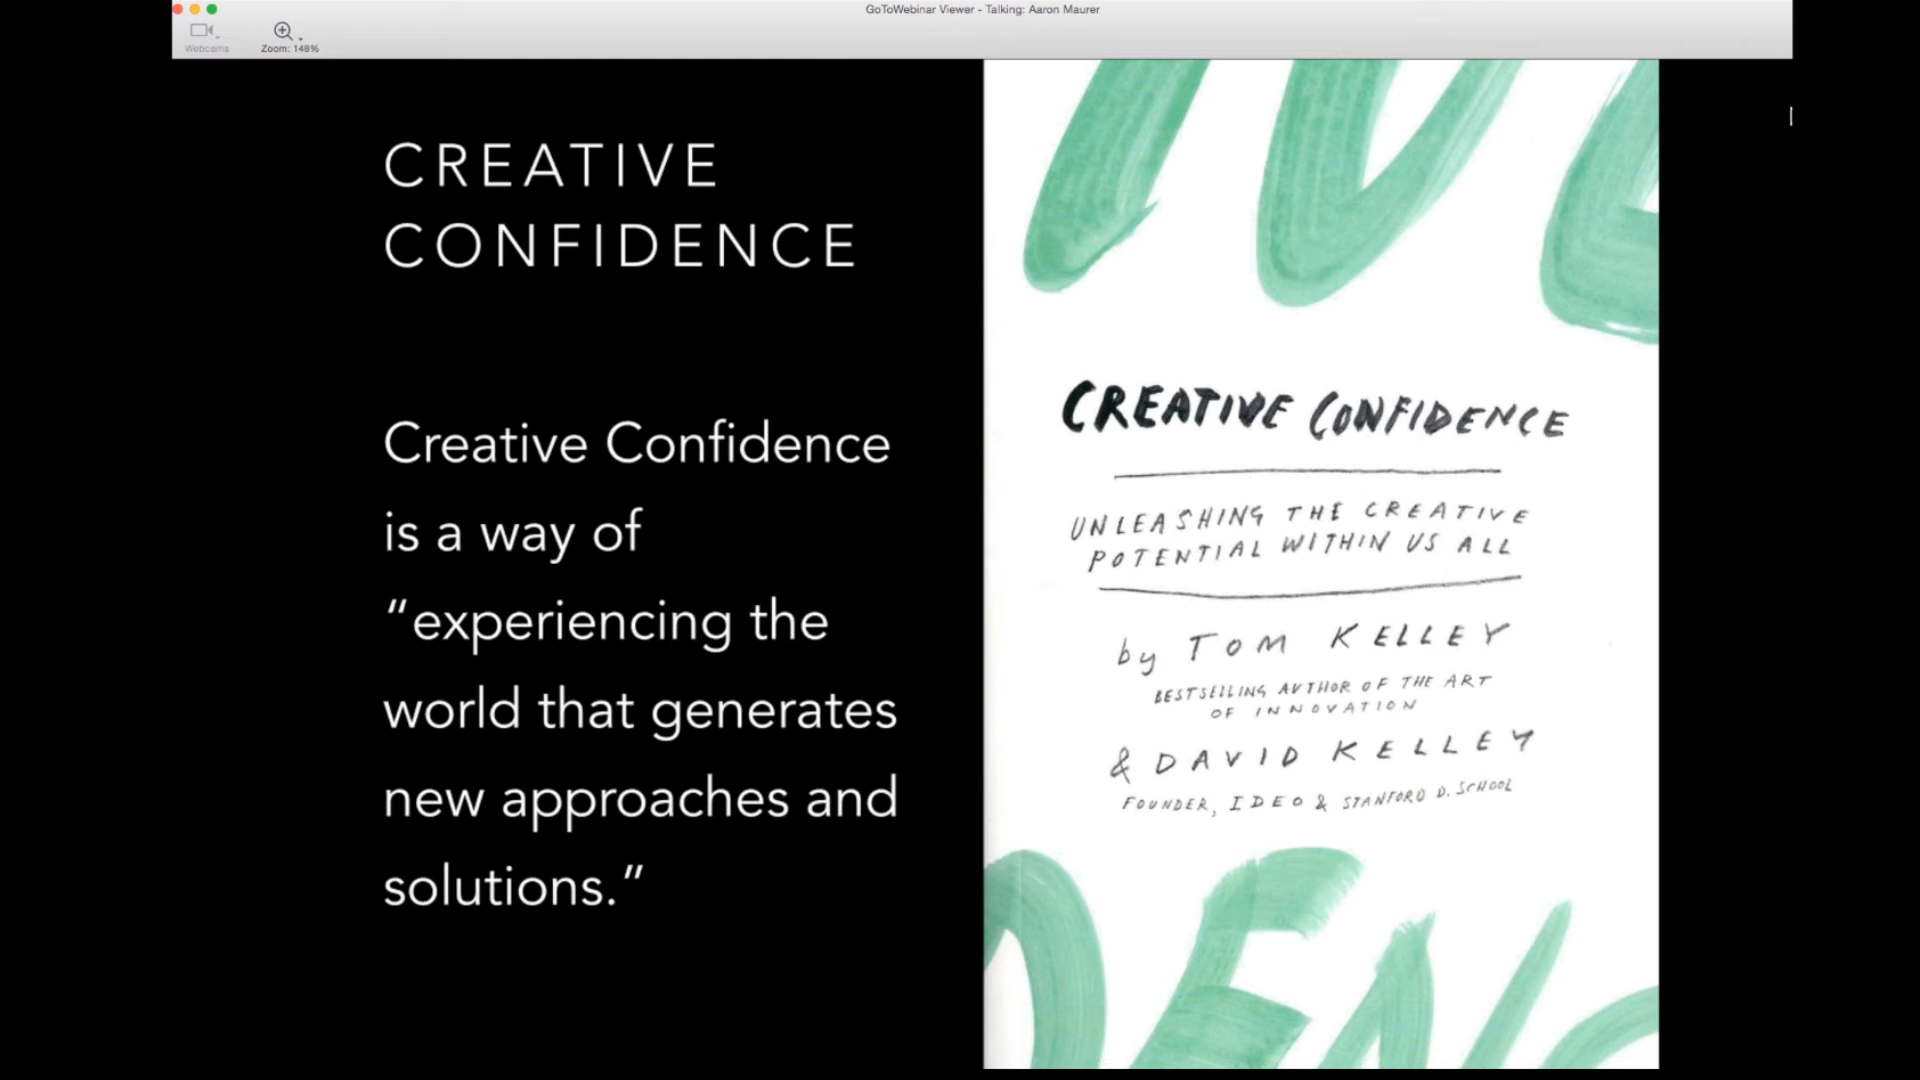 GoToWebinar Viewer - Talking: Aaron Maurer
Webcams
Zoom: 148%
CREATIVE
CONFIDENCE
Creative Confidence
is a way of
“experiencing the
world that generates
new approaches and
solutions.”
CREATIVE CONFIDENCE
UNLEASHING THE CREATIVE
POTENTIAL WITHIN US ALL
by TOM KELLEY
BESTSELLING AUTHOR OF THE ART
OF INNOVATION
& DAVID KELLEY
FOUNDER, IDEO & STANFORD D. SCHOOL